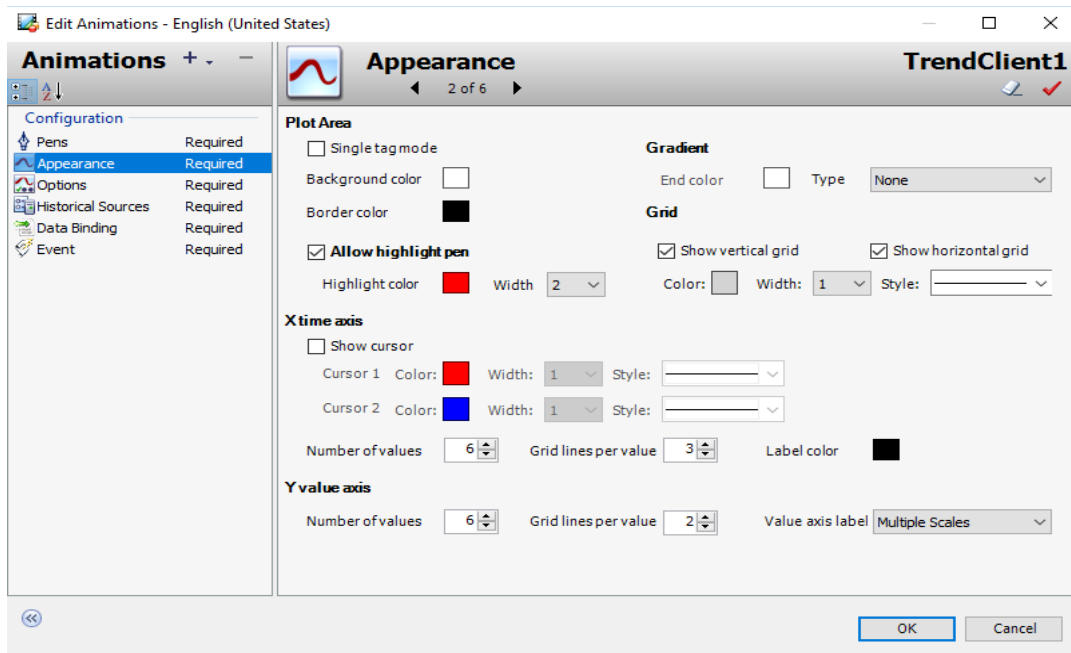 Edit Animations - English (United States)
Animations
Configuration
Pens Required
Appearance Required
Options Required
Historical Sources Required
Data Binding Required
Event Required
Appearance TrendClient1
2 of 6
Plot Area
Single tag mode Gradient
Background color End color Type None
Border color Grid
Allow highlight pen Show vertical grid Show horizontal grid
Highlight color Width 2 Color: Width: 1 Style:
X time axis
Show cursor
Cursor 1 Color: Width: 1 Style:
Cursor 2 Color: Width: 1 Style:
Number of values 6 Grid lines per value 3 Label color
Y value axis
Number of values 6 Grid lines per value 2 Value axis label Multiple Scales
OK Cancel